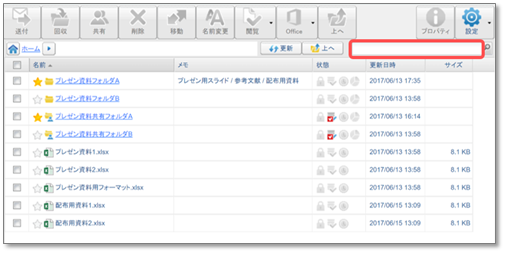 送付 回収 共有 削除 移動 名前変更 閲覧 Office 上へ プロパティ 設定
ホーム 更新 上へ
名前 メモ 状態 更新日時 サイズ
プレゼン資料フォルダA プレゼン用スライド / 参考文献 / 配布用資料 2017/06/13 17:35
プレゼン資料フォルダB 2017/06/13 13:58
プレゼン資料共有フォルダA 2017/06/13 16:14
プレゼン資料共有フォルダB 2017/06/13 13:58
プレゼン資料1.xlsx 2017/06/13 13:58 8.1 KB
プレゼン資料2.xlsx 2017/06/13 13:58 8.1 KB
プレゼン資料用フォーマット.xlsx 2017/06/13 13:58 8.1 KB
配布用資料1.xlsx 2017/06/15 13:09 8.1 KB
配布用資料2.xlsx 2017/06/15 13:09 8.1 KB